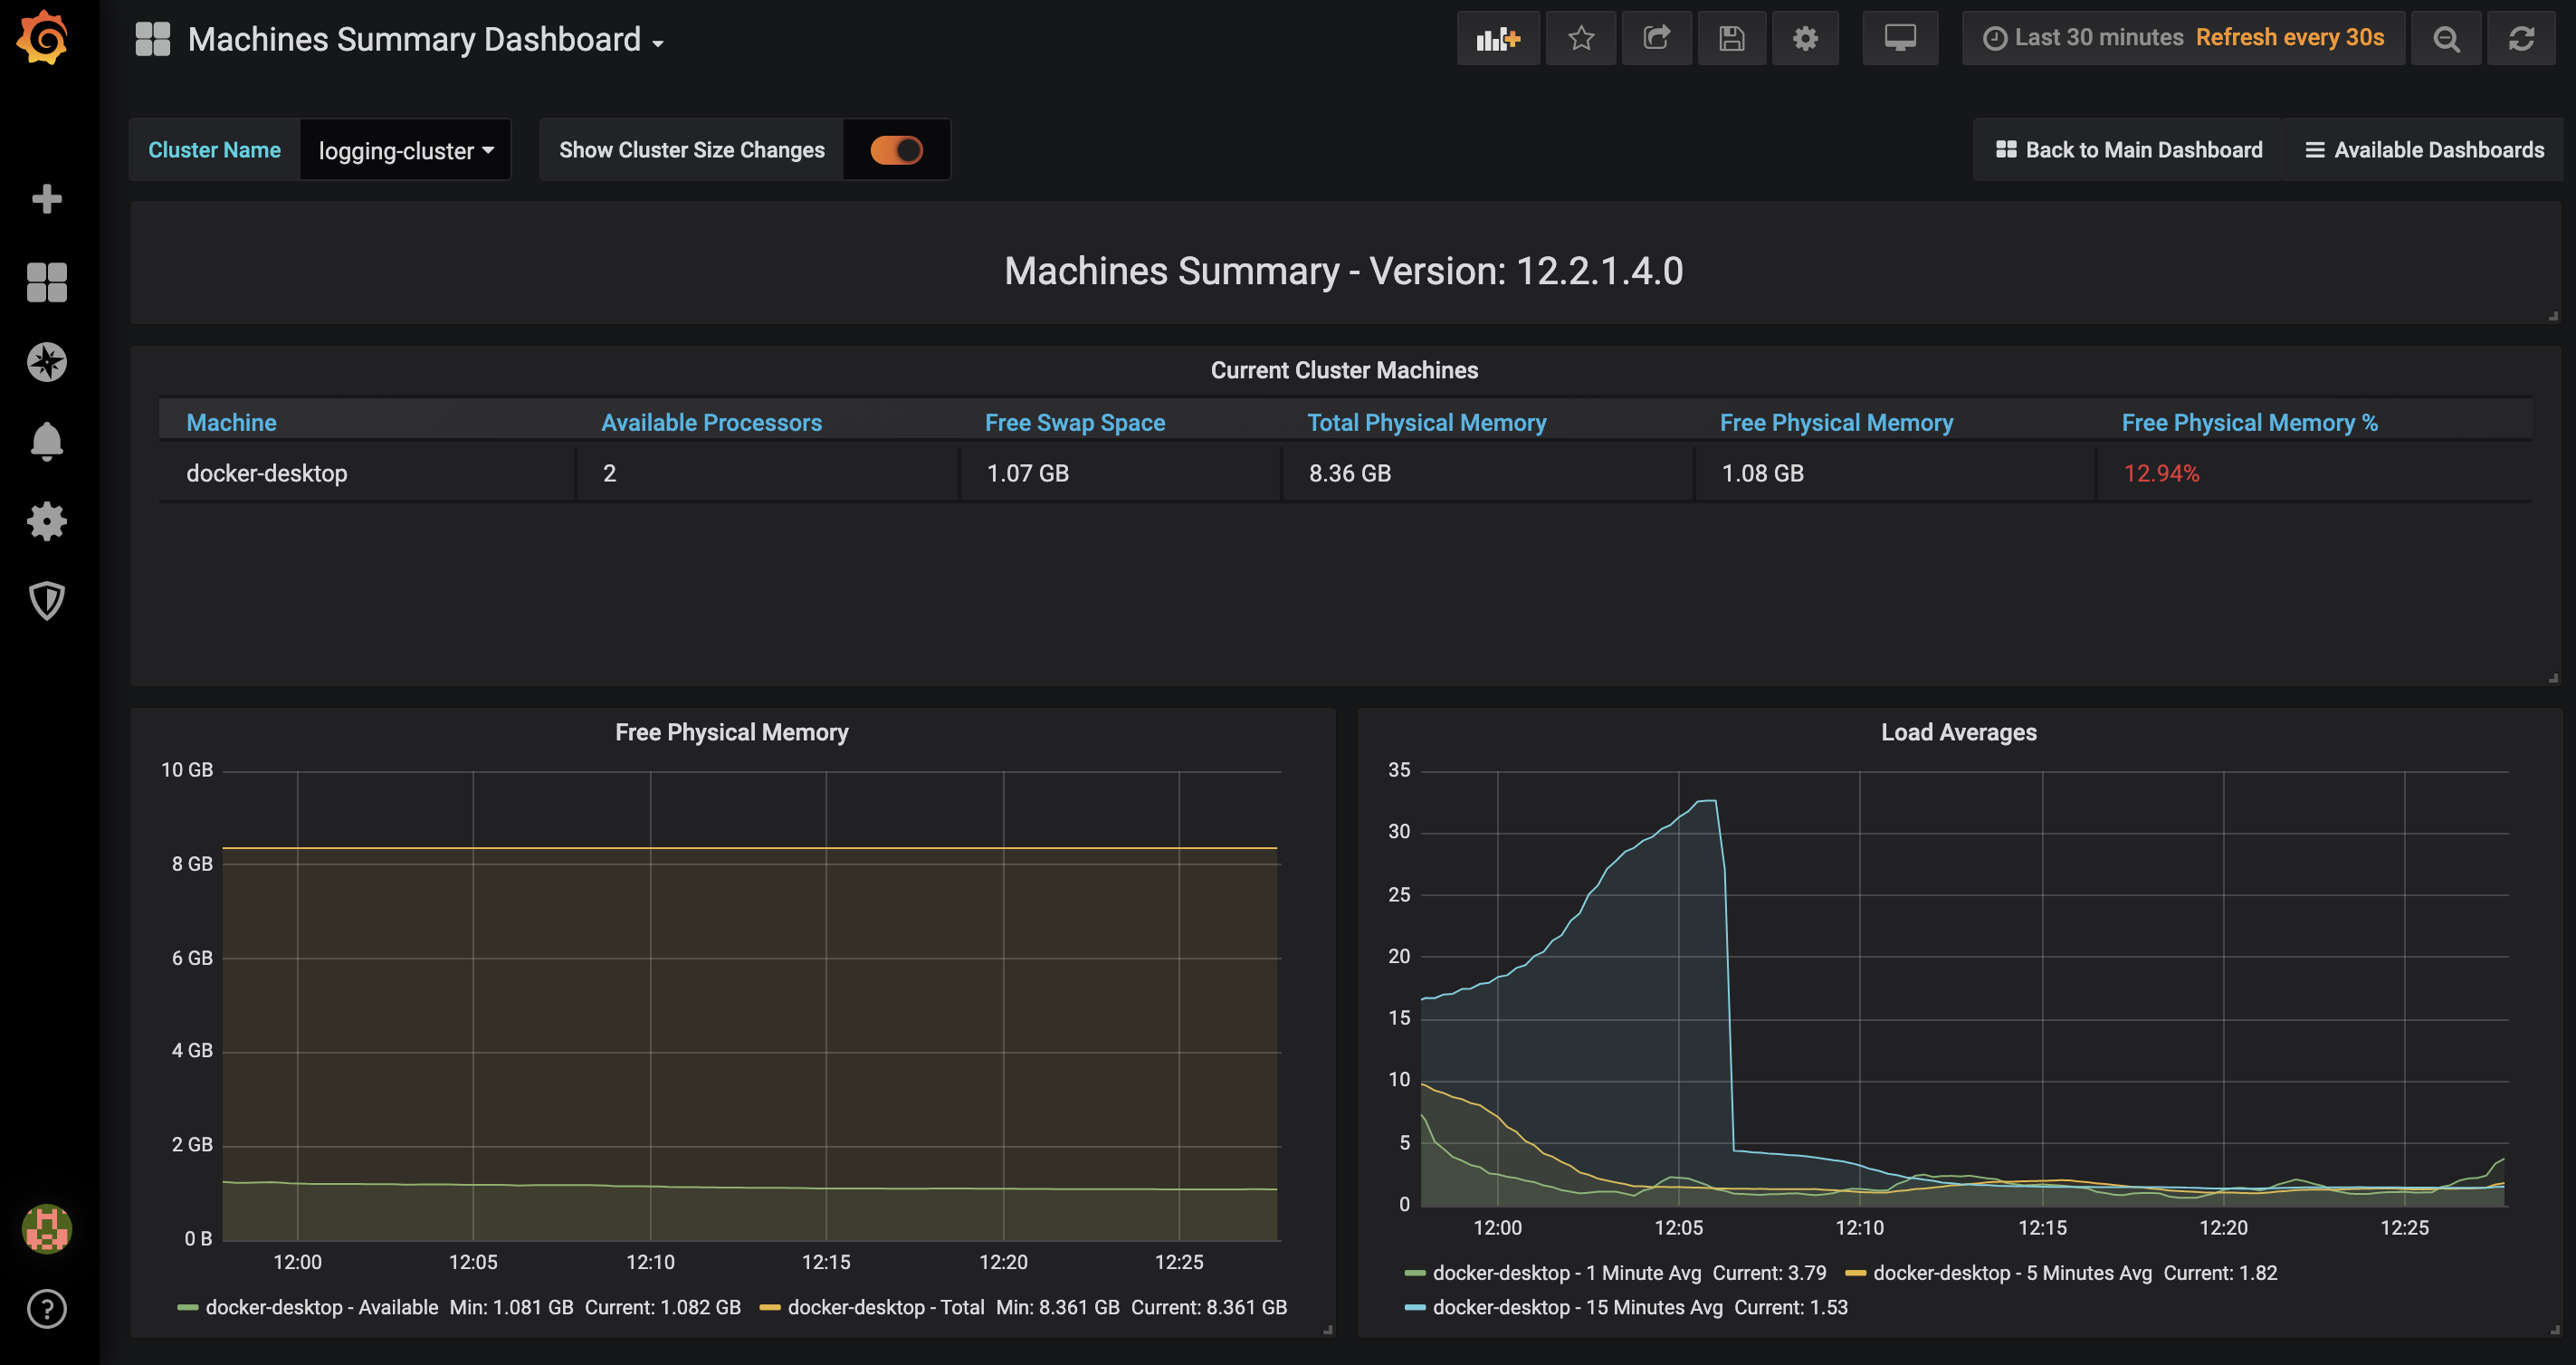 Machines Summary Dashboard
Last 30 minutes Refresh every 30s
Cluster Name logging-cluster Show Cluster Size Changes Back to Main Dashboard Available Dashboards
Machines Summary - Version: 12.2.1.4.0
Current Cluster Machines
Machine Available Processors Free Swap Space Total Physical Memory Free Physical Memory Free Physical Memory %
docker-desktop 2 1.07 GB 8.36 GB 1.08 GB 12.94%
Free Physical Memory
10 GB
8 GB
6 GB
4 GB
2 GB
0 B
12:00 12:05 12:10 12:15 12:20 12:25
docker-desktop - Available Min: 1.081 GB Current: 1.082 GB docker-desktop - Total Min: 8.361 GB Current: 8.361 GB
Load Averages
35
30
25
20
15
10
5
0
12:00 12:05 12:10 12:15 12:20 12:25
docker-desktop - 1 Minute Avg Current: 3.79 docker-desktop - 5 Minutes Avg Current: 1.82
docker-desktop - 15 Minutes Avg Current: 1.53